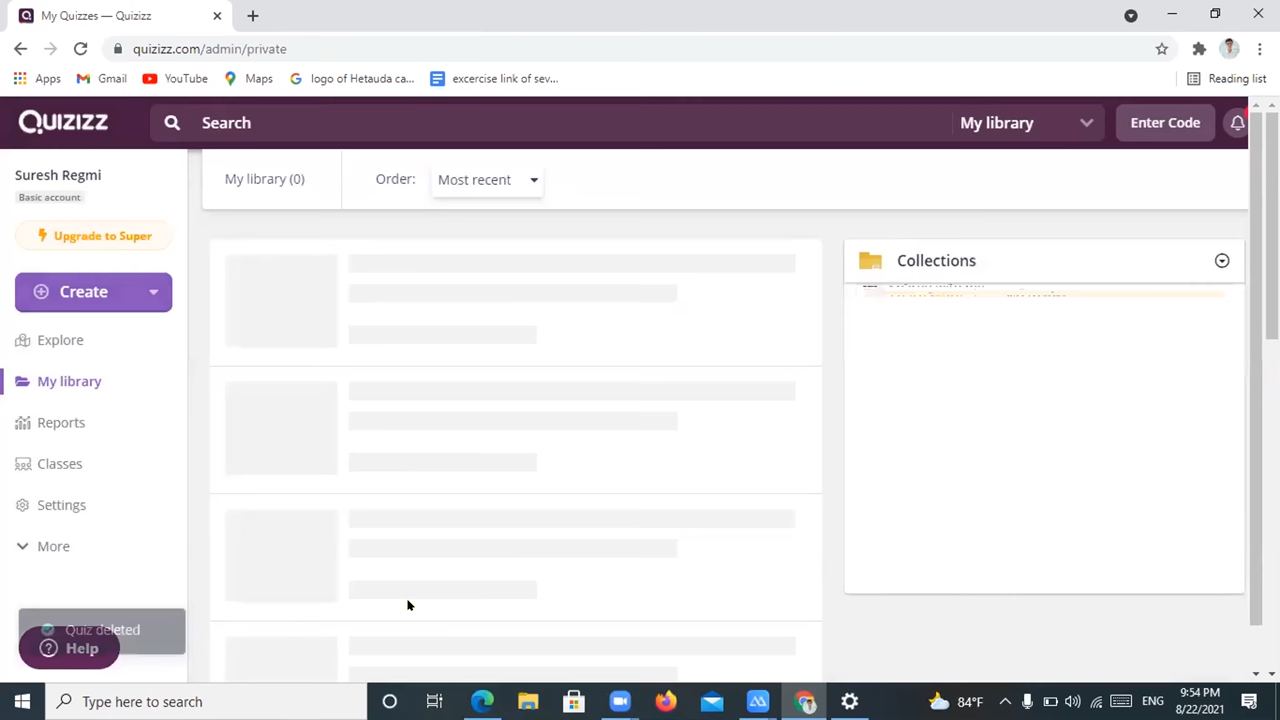 My Quizzes — Quizizz
quizizz.com/admin/private
Apps
Gmail
YouTube
Maps
logo of Hetauda ca...
excercise link of sev...
Reading list
QUIZIZZ
Search
My library
Enter Code
Suresh Regmi
Basic account
Upgrade to Super
Create
Explore
My library
Reports
Classes
Settings
More
Quiz deleted
Help
My library (0)
Order:
Most recent
Collections
Type here to search
84°F
ENG
9:54 PM
8/22/2021